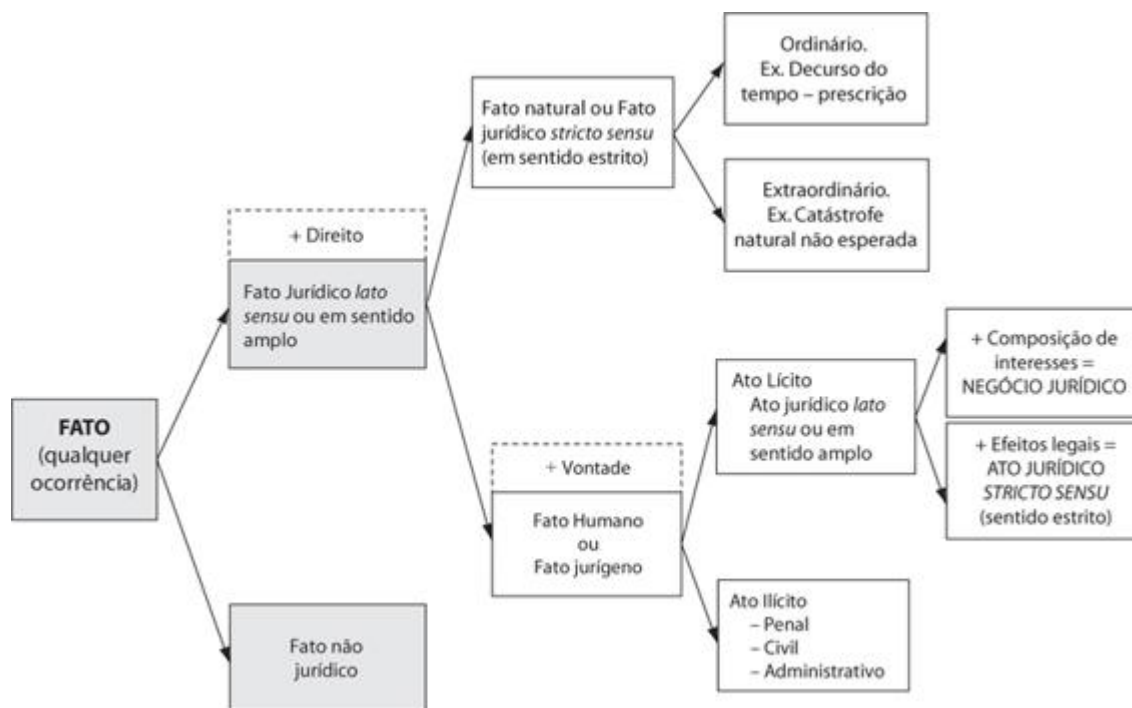 Ordinário.
Ex. Decurso do
tempo – prescrição
Fato natural ou Fato
jurídico stricto sensu
(em sentido estrito)
Extraordinário.
Ex. Catástrofe
natural não esperada
+ Direito
Fato Jurídico lato
sensu ou em sentido
amplo
FATO
(qualquer
ocorrência)
Fato não
jurídico
+ Vontade
Fato Humano
ou
Fato jurígeno
Ato Lícito
Ato jurídico lato
sensu ou em
sentido amplo
+ Composição de
interesses =
NEGÓCIO JURÍDICO
+ Efeitos legais =
ATO JURÍDICO
STRICTO SENSU
(sentido estrito)
Ato Ilícito
– Penal
– Civil
– Administrativo